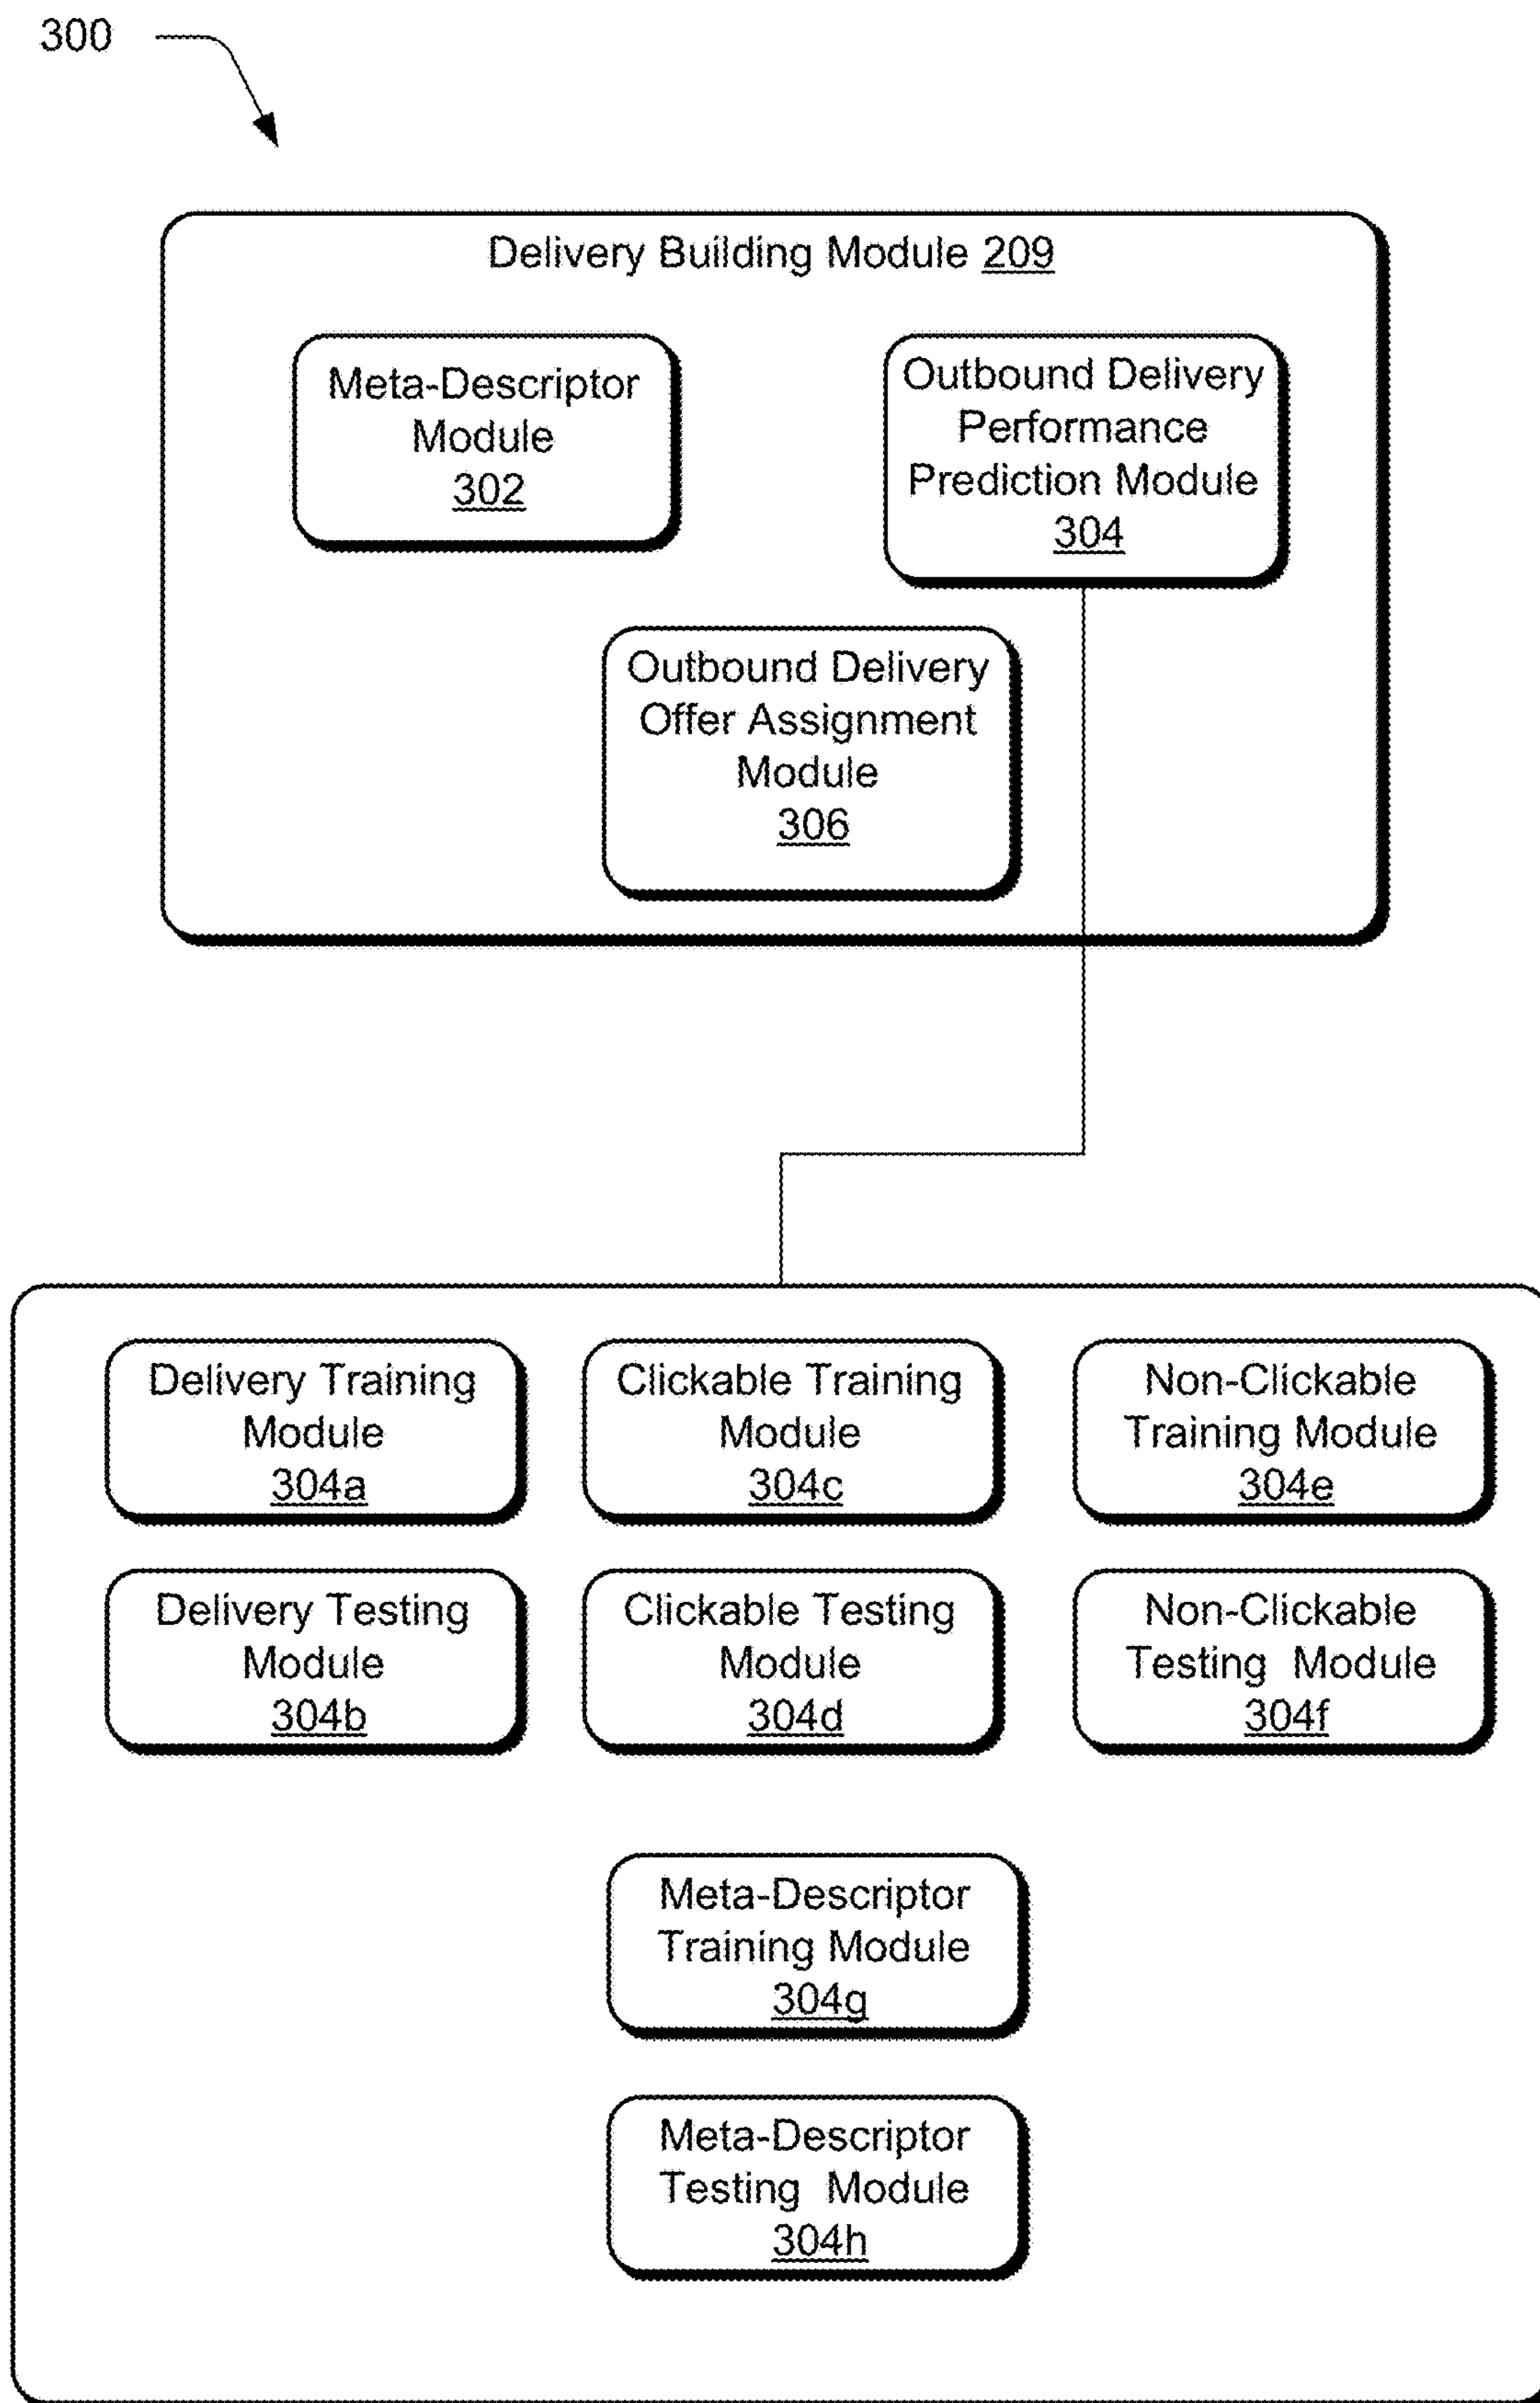 300
Delivery Building Module 209
Meta-Descriptor
Module
302
Outbound Delivery
Performance
Prediction Module
304
Outbound Delivery
Offer Assignment
Module
306
Delivery Training
Module
304a
Clickable Training
Module
304c
Non-Clickable
Training Module
304e
Delivery Testing
Module
304b
Clickable Testing
Module
304d
Non-Clickable
Testing Module
304f
Meta-Descriptor
Training Module
304g
Meta-Descriptor
Testing Module
304h